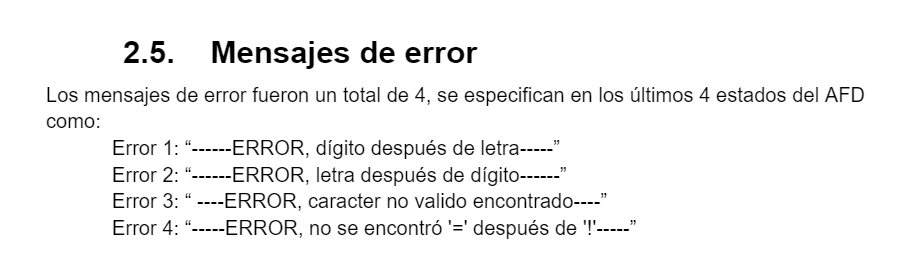 2.5. Mensajes de error
Los mensajes de error fueron un total de 4, se especifican en los últimos 4 estados del AFD
como:
Error 1: “------ERROR, dígito después de letra-----”
Error 2: “------ERROR, letra después de dígito------”
Error 3: “ ----ERROR, caracter no valido encontrado----”
Error 4: “-----ERROR, no se encontró '=' después de '!'-----”